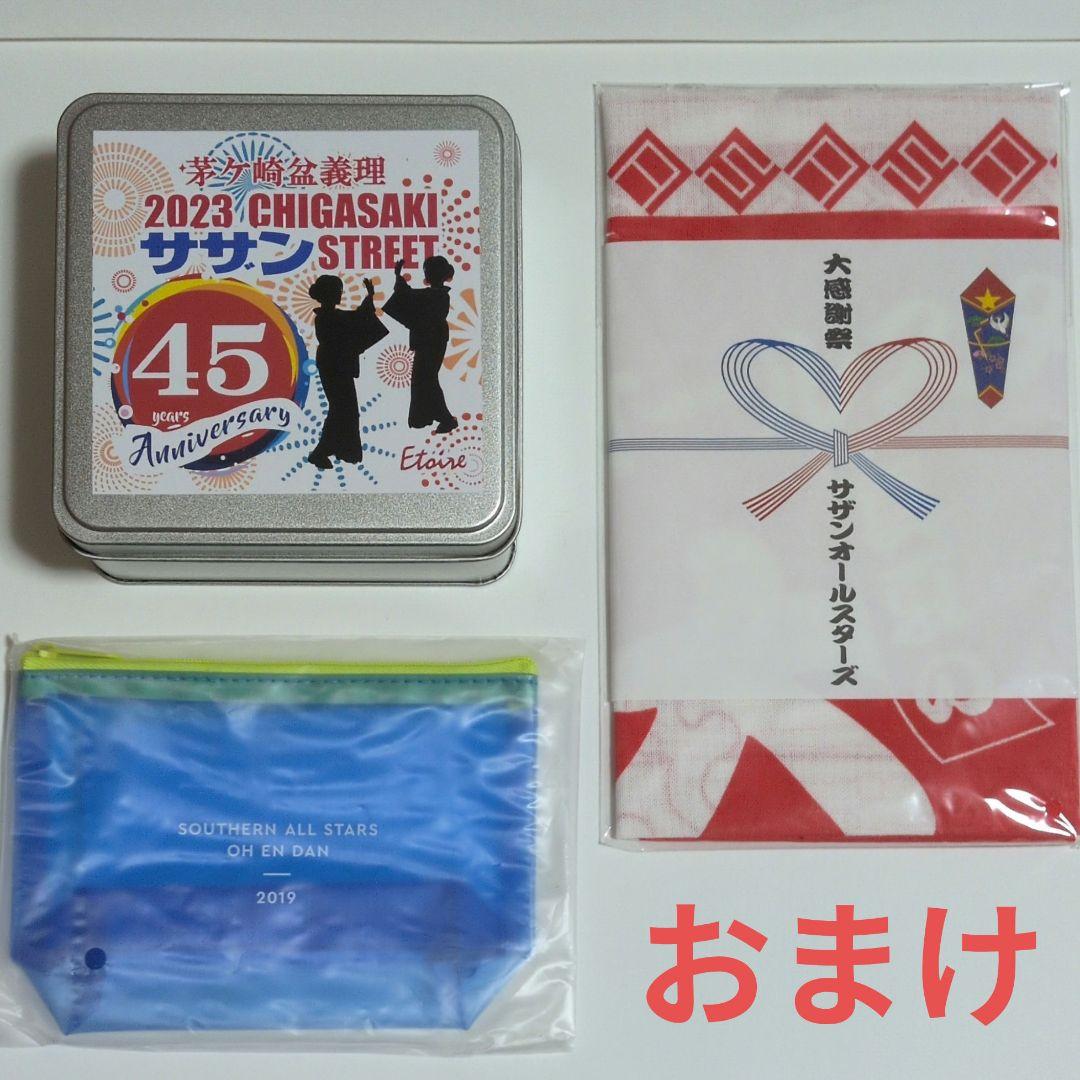 茅ケ崎盆義理
2023 CHIGASAKI
サザン STREET
45
years
Anniversary
Etoire
SAS
大感謝祭
サザンオールスターズ
SOUTHERN ALL STARS
OH EN DAN
2019
おまけ